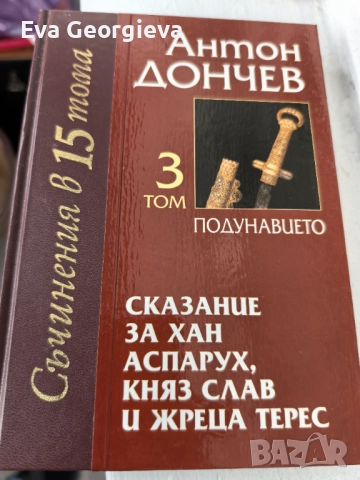 Eva Georgieva
Съчинения в 15 тома
Антон
ДОНЧЕВ
3
ТОМ
ПОДУНАВИЕТО
СКАЗАНИЕ
ЗА ХАН
АСПАРУХ,
КНЯЗ СЛАВ
И ЖРЕЦА ТЕРЕС
BAZAR